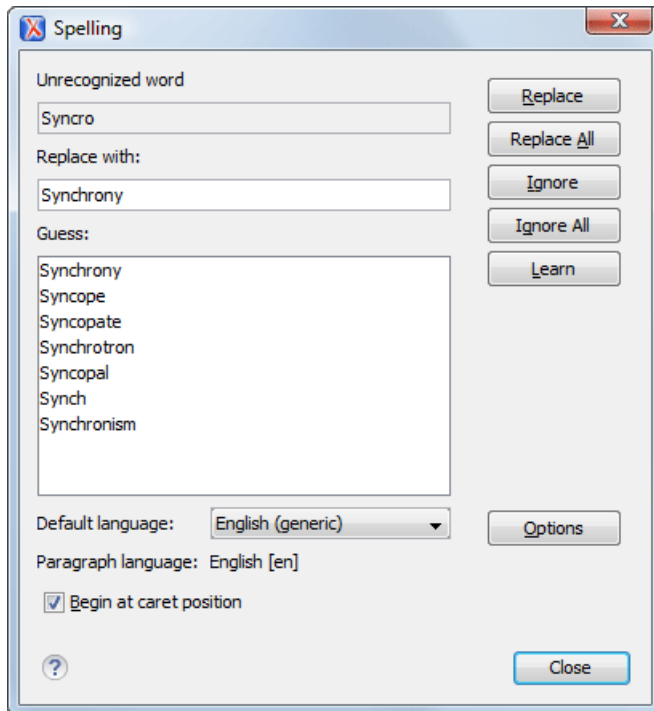 Spelling
Unrecognized word
Syncro
Replace with:
Synchrony
Guess:
Synchrony
Syncope
Syncopate
Synchrotron
Syncopal
Synch
Synchronism
Default language: English (generic)
Paragraph language: English [en]
Begin at caret position
Replace
Replace All
Ignore
Ignore All
Learn
Options
?
Close